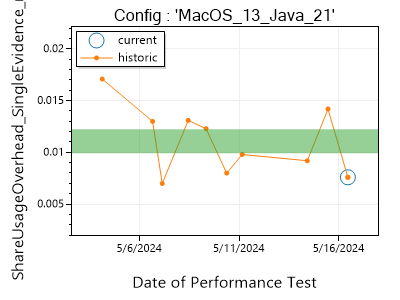 Config : 'MacOS_13_Java_21'
ShareUsageOverhead_SingleEvidence_
current
historic
0.02
0.015
0.01
0.005
5/6/2024
5/11/2024
5/16/2024
Date of Performance Test